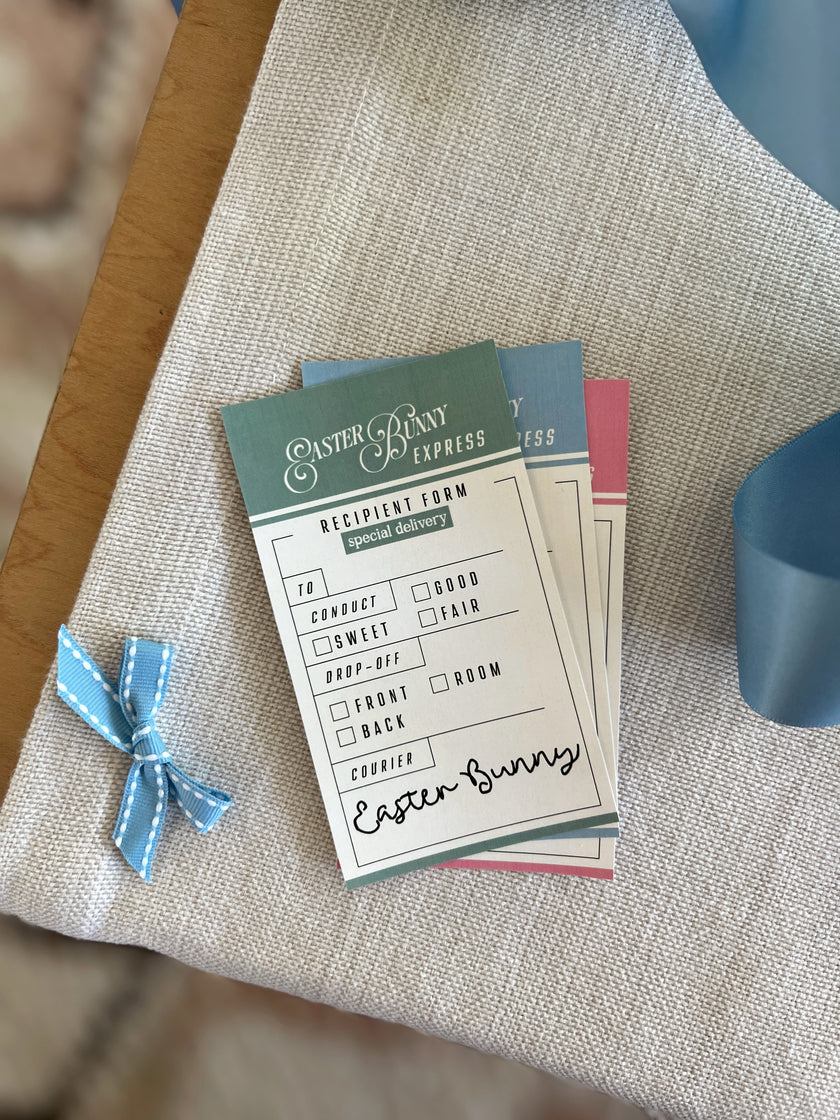 EASTER BUNNY
EXPRESS
RECIPIENT FORM
special delivery
TO
CONDUCT
GOOD
SWEET
FAIR
DROP-OFF
FRONT
ROOM
BACK
COURIER
Easter Bunny